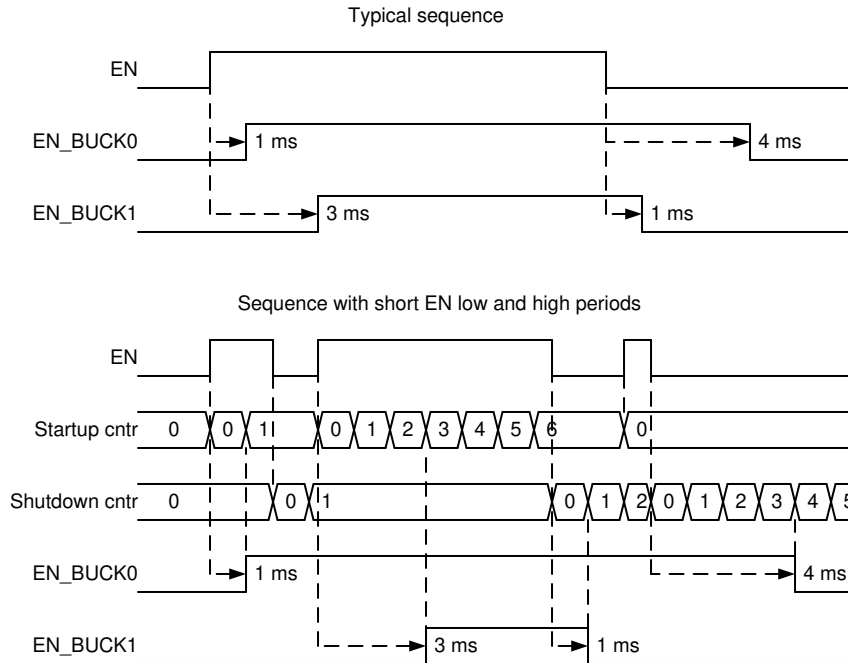 Typical sequence
EN
EN_BUCK0
1 ms
4 ms
EN_BUCK1
3 ms
1 ms
Sequence with short EN low and high periods
EN
Startup cntr
0 0 1 0 1 2 3 4 5 6 0
Shutdown cntr
0 0 1 0 1 2 0 1 2 3 4 5
EN_BUCK0
1 ms
4 ms
EN_BUCK1
3 ms
1 ms